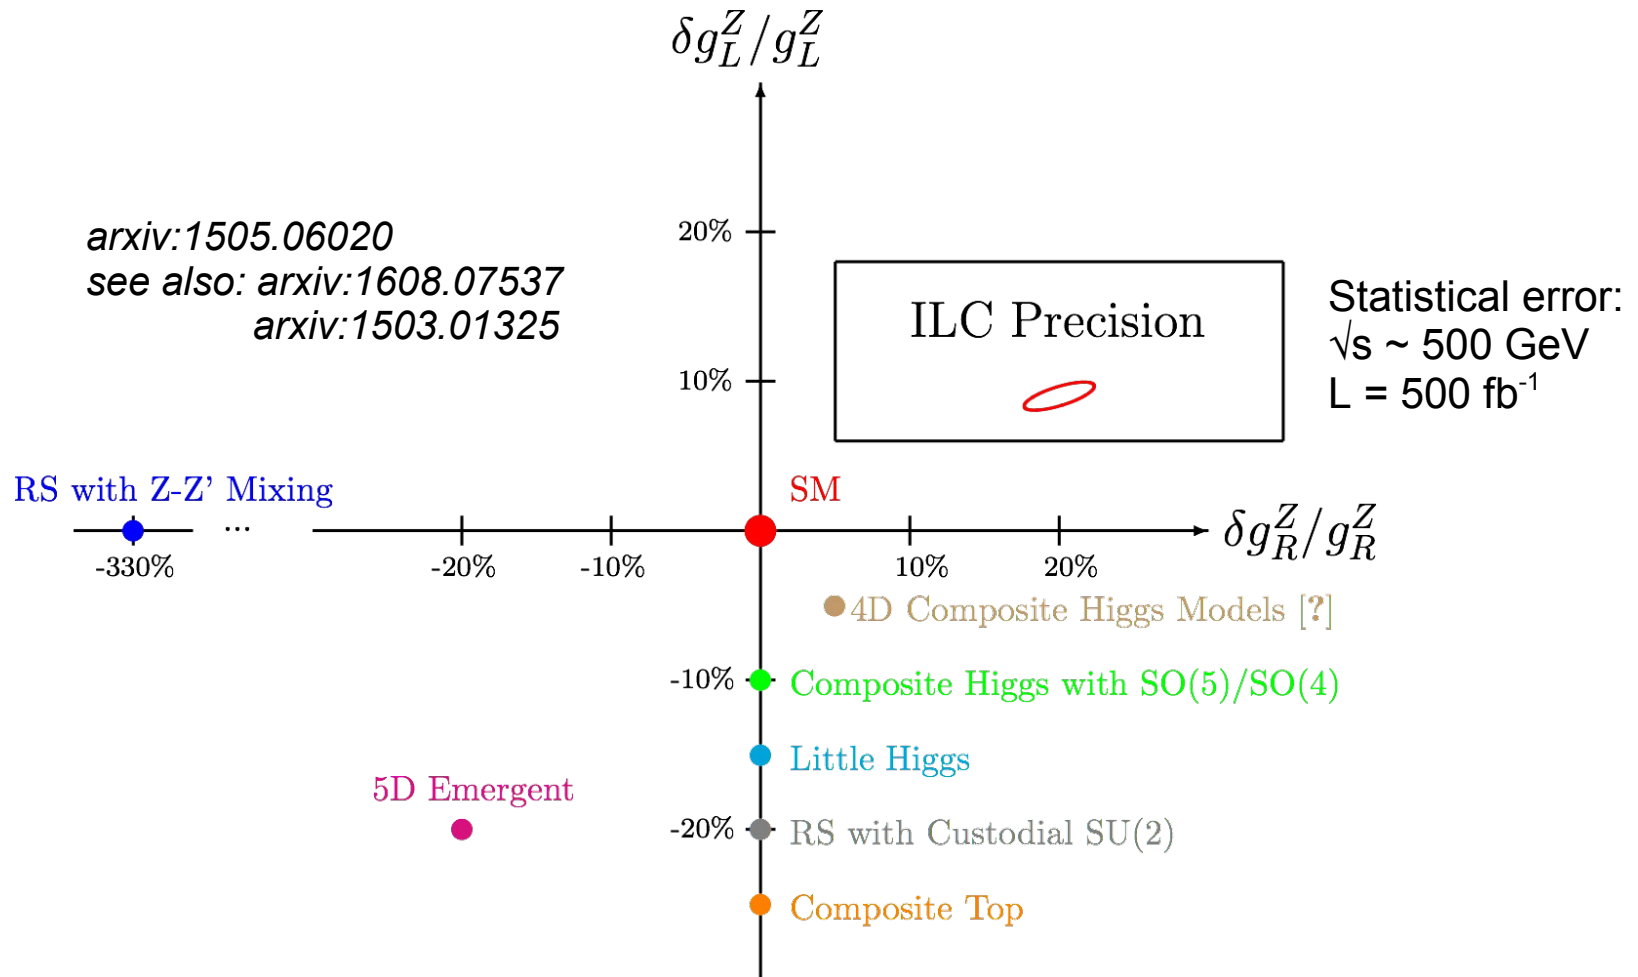 δg_L^Z/g_L^Z
arxiv:1505.06020
see also: arxiv:1608.07537
arxiv:1503.01325
20%
ILC Precision
Statistical error:
√s ~ 500 GeV
L = 500 fb⁻¹
10%
RS with Z-Z' Mixing
...
SM
δg_R^Z/g_R^Z
-330%
-20%
-10%
10%
20%
4D Composite Higgs Models [?]
-10%
Composite Higgs with SO(5)/SO(4)
Little Higgs
5D Emergent
-20%
RS with Custodial SU(2)
Composite Top